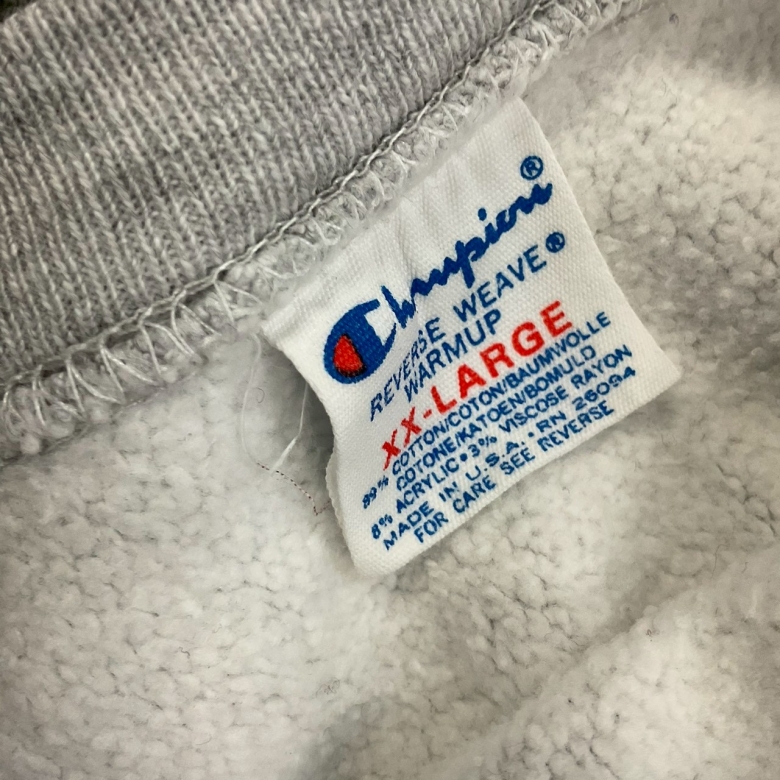 Champion®
REVERSE WEAVE®
WARMUP
XX-LARGE
89% COTTON/COTON/BAUMWOLLE
COTONE/KATOEN/BOMULD
8% ACRYLIC•3% VISCOSE RAYON
MADE IN U.S.A.•RN 26094
FOR CARE SEE REVERSE